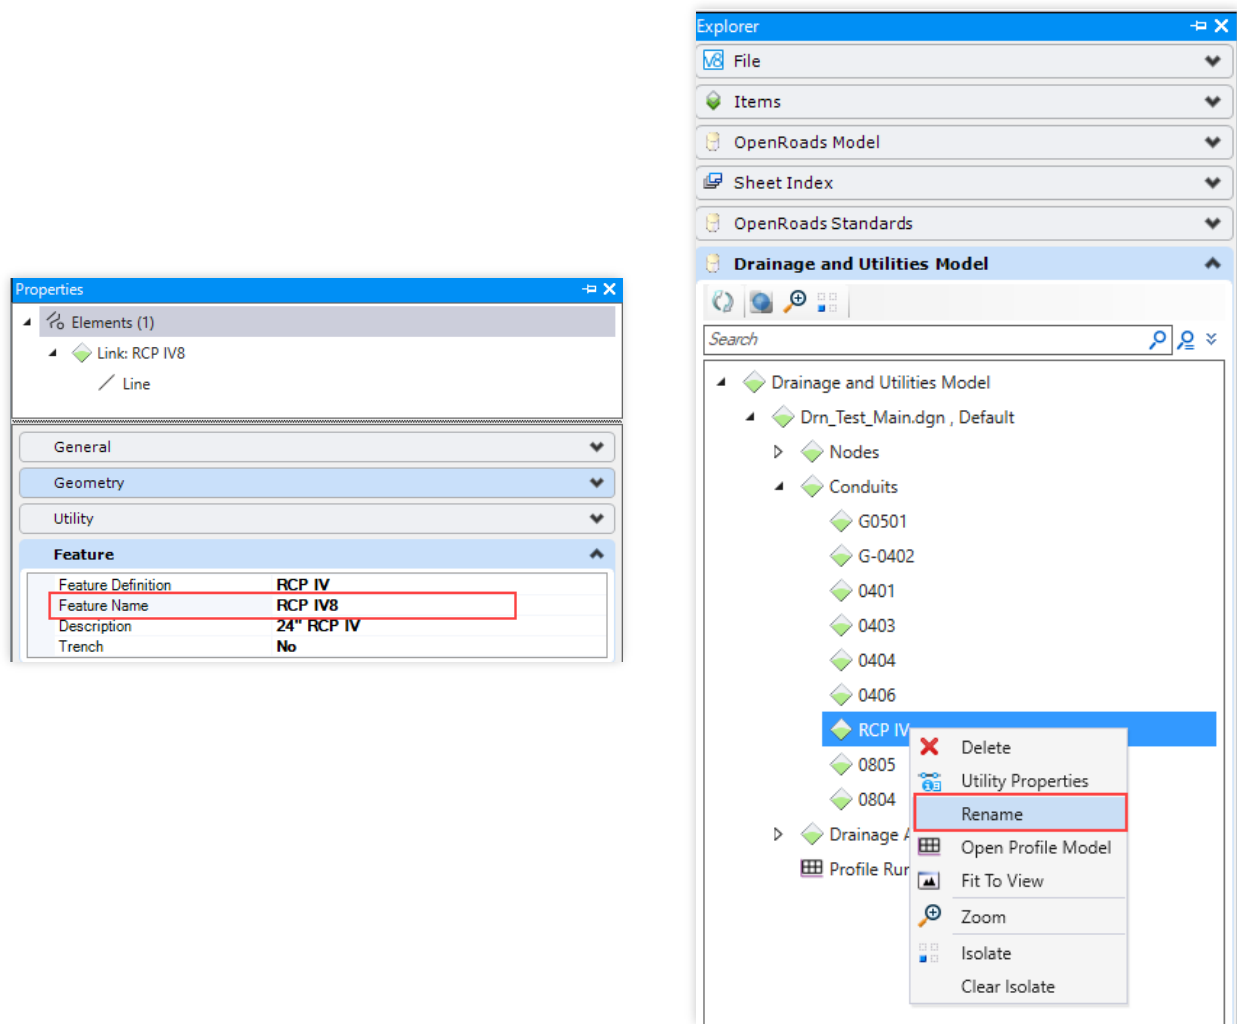 Properties
Elements (1)
Link: RCP IV8
Line
General
Geometry
Utility
Feature
Feature Definition RCP IV
Feature Name RCP IV8
Description 24" RCP IV
Trench No
Explorer
V8 File
Items
OpenRoads Model
Sheet Index
OpenRoads Standards
Drainage and Utilities Model
Search
Drainage and Utilities Model
Drn_Test_Main.dgn , Default
Nodes
Conduits
G0501
G-0402
0401
0403
0404
0406
RCP IV
0805
0804
Drainage A
Profile Rur
Delete
Utility Properties
Rename
Open Profile Model
Fit To View
Zoom
Isolate
Clear Isolate